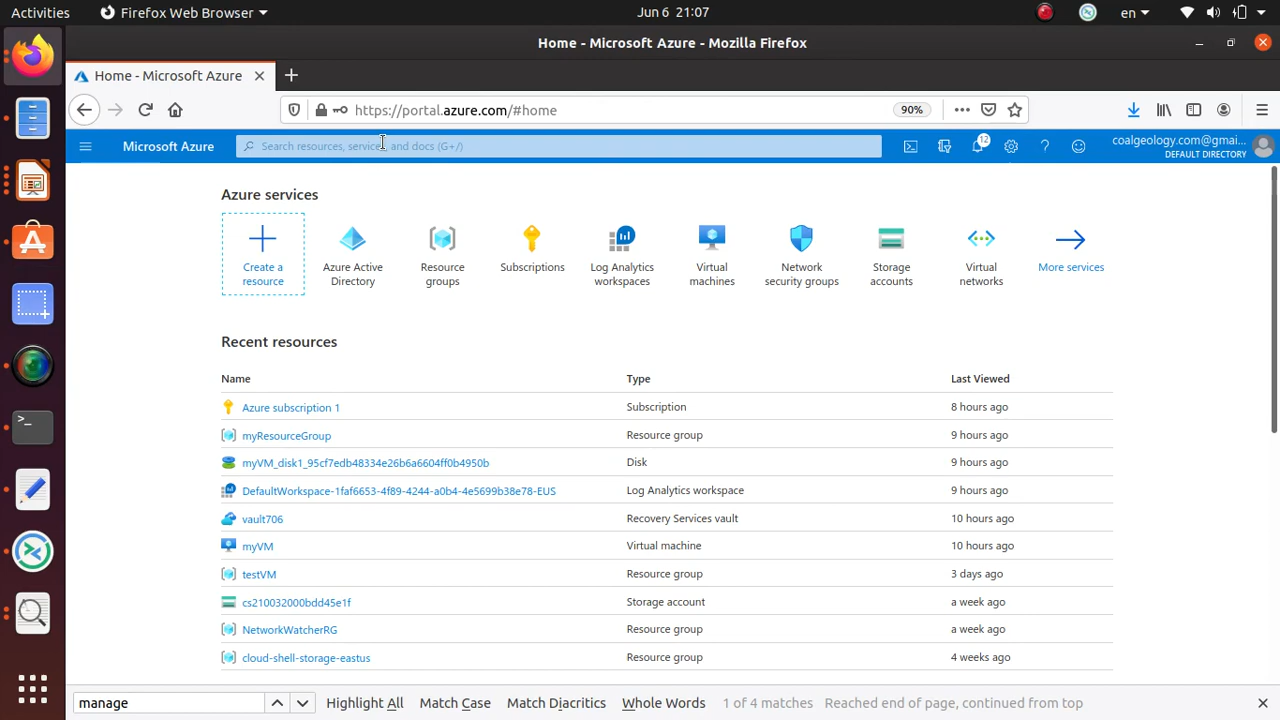 Activities Firefox Web Browser Jun 6 21:07 en
Home - Microsoft Azure - Mozilla Firefox
Home - Microsoft Azure
https://portal.azure.com/#home 90%
Microsoft Azure Search resources, services, and docs (G+/) 12 coalgeology.com@gmai...
DEFAULT DIRECTORY
Azure services
Create a resource
Azure Active Directory
Resource groups
Subscriptions
Log Analytics workspaces
Virtual machines
Network security groups
Storage accounts
Virtual networks
More services
Recent resources
Name Type Last Viewed
Azure subscription 1 Subscription 8 hours ago
myResourceGroup Resource group 9 hours ago
myVM_disk1_95cf7edb48334e26b6a6604ff0b4950b Disk 9 hours ago
DefaultWorkspace-1faf6653-4f89-4244-a0b4-4e5699b38e78-EUS Log Analytics workspace 9 hours ago
vault706 Recovery Services vault 10 hours ago
myVM Virtual machine 10 hours ago
testVM Resource group 3 days ago
cs210032000bdd45e1f Storage account a week ago
NetworkWatcherRG Resource group a week ago
cloud-shell-storage-eastus Resource group 4 weeks ago
manage Highlight All Match Case Match Diacritics Whole Words 1 of 4 matches Reached end of page, continued from top